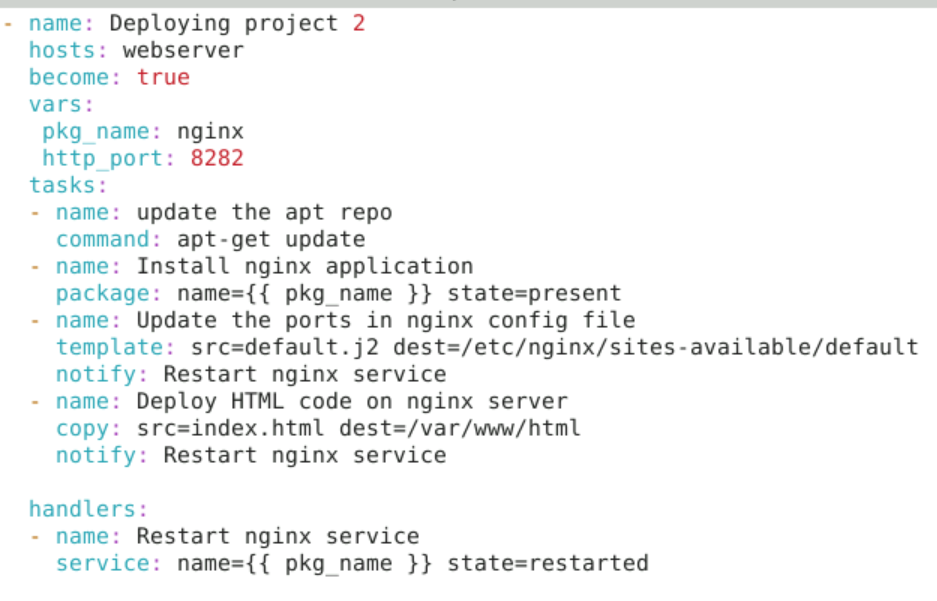 - name: Deploying project 2
  hosts: webserver
  become: true
  vars:
   pkg_name: nginx
   http_port: 8282
  tasks:
  - name: update the apt repo
    command: apt-get update
  - name: Install nginx application
    package: name={{ pkg_name }} state=present
  - name: Update the ports in nginx config file
    template: src=default.j2 dest=/etc/nginx/sites-available/default
    notify: Restart nginx service
  - name: Deploy HTML code on nginx server
    copy: src=index.html dest=/var/www/html
    notify: Restart nginx service

  handlers:
  - name: Restart nginx service
    service: name={{ pkg_name }} state=restarted